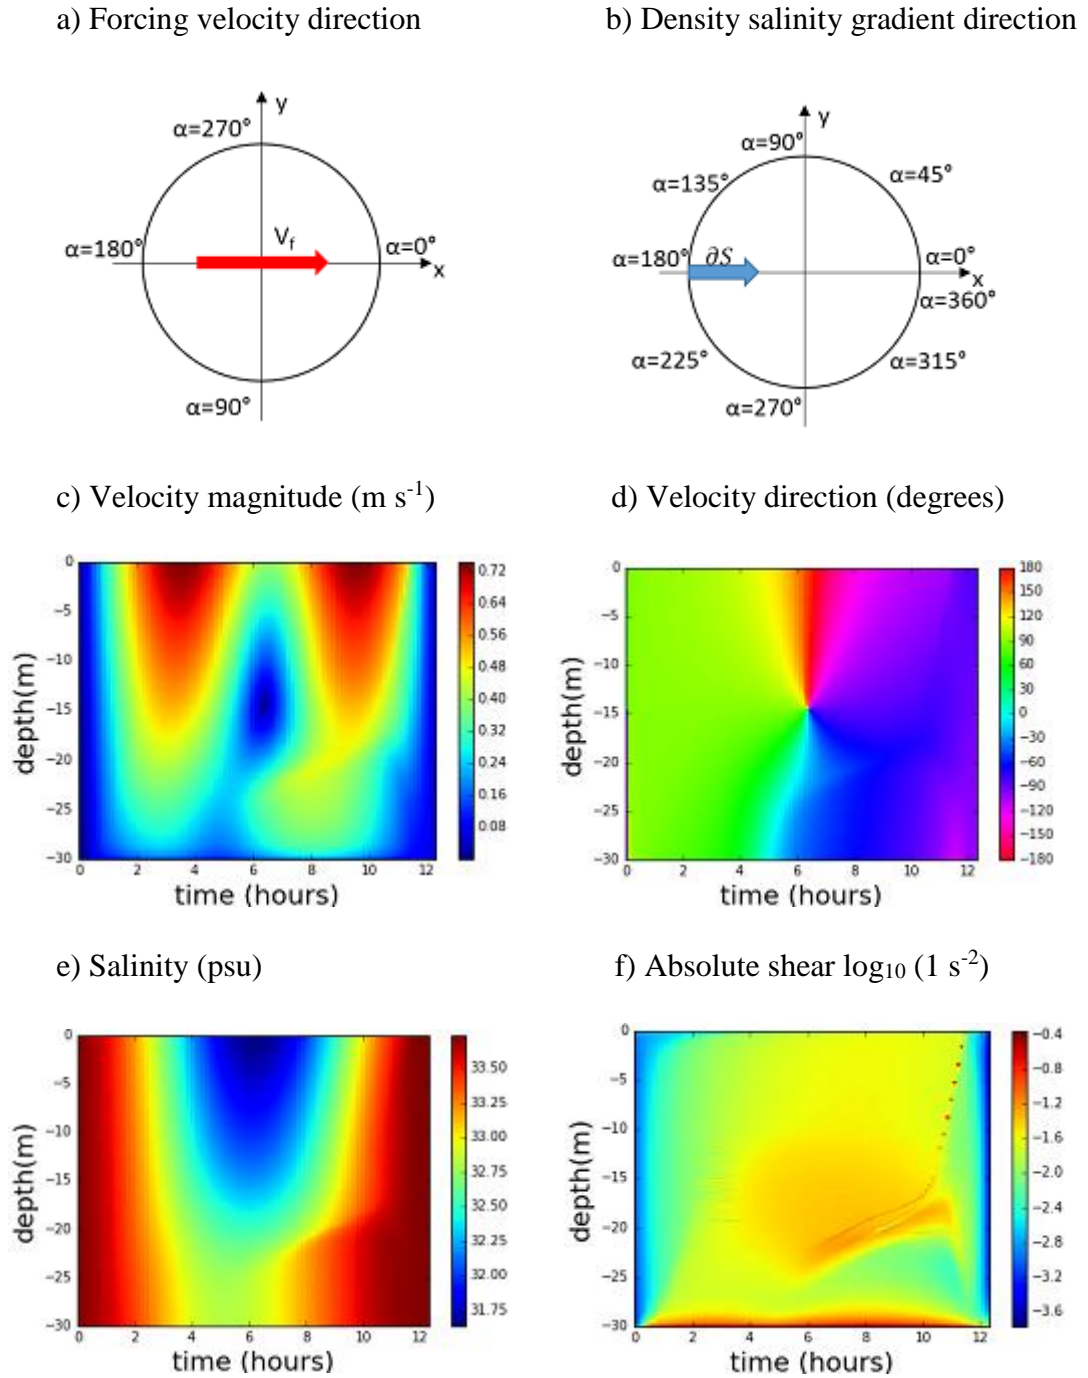 a) Forcing velocity direction
b) Density salinity gradient direction
y
α=270°
α=180°
Vf
α=0°
x
α=90°
y
α=90°
α=135°
α=45°
α=180°
∂S
α=0°
x
α=360°
α=225°
α=315°
α=270°
c) Velocity magnitude (m s-1)
d) Velocity direction (degrees)
0
−5
−10
−15
−20
−25
−30
depth(m)
0 2 4 6 8 10 12
time (hours)
0.72
0.64
0.56
0.48
0.40
0.32
0.24
0.16
0.08
0
−5
−10
−15
−20
−25
−30
depth(m)
0 2 4 6 8 10 12
time (hours)
180
150
120
90
60
30
0
−30
−60
−90
−120
−150
−180
e) Salinity (psu)
f) Absolute shear log10 (1 s-2)
0
−5
−10
−15
−20
−25
−30
depth(m)
0 2 4 6 8 10 12
time (hours)
33.50
33.25
33.00
32.75
32.50
32.25
32.00
31.75
0
−5
−10
−15
−20
−25
−30
depth(m)
0 2 4 6 8 10 12
time (hours)
−0.4
−0.8
−1.2
−1.6
−2.0
−2.4
−2.8
−3.2
−3.6